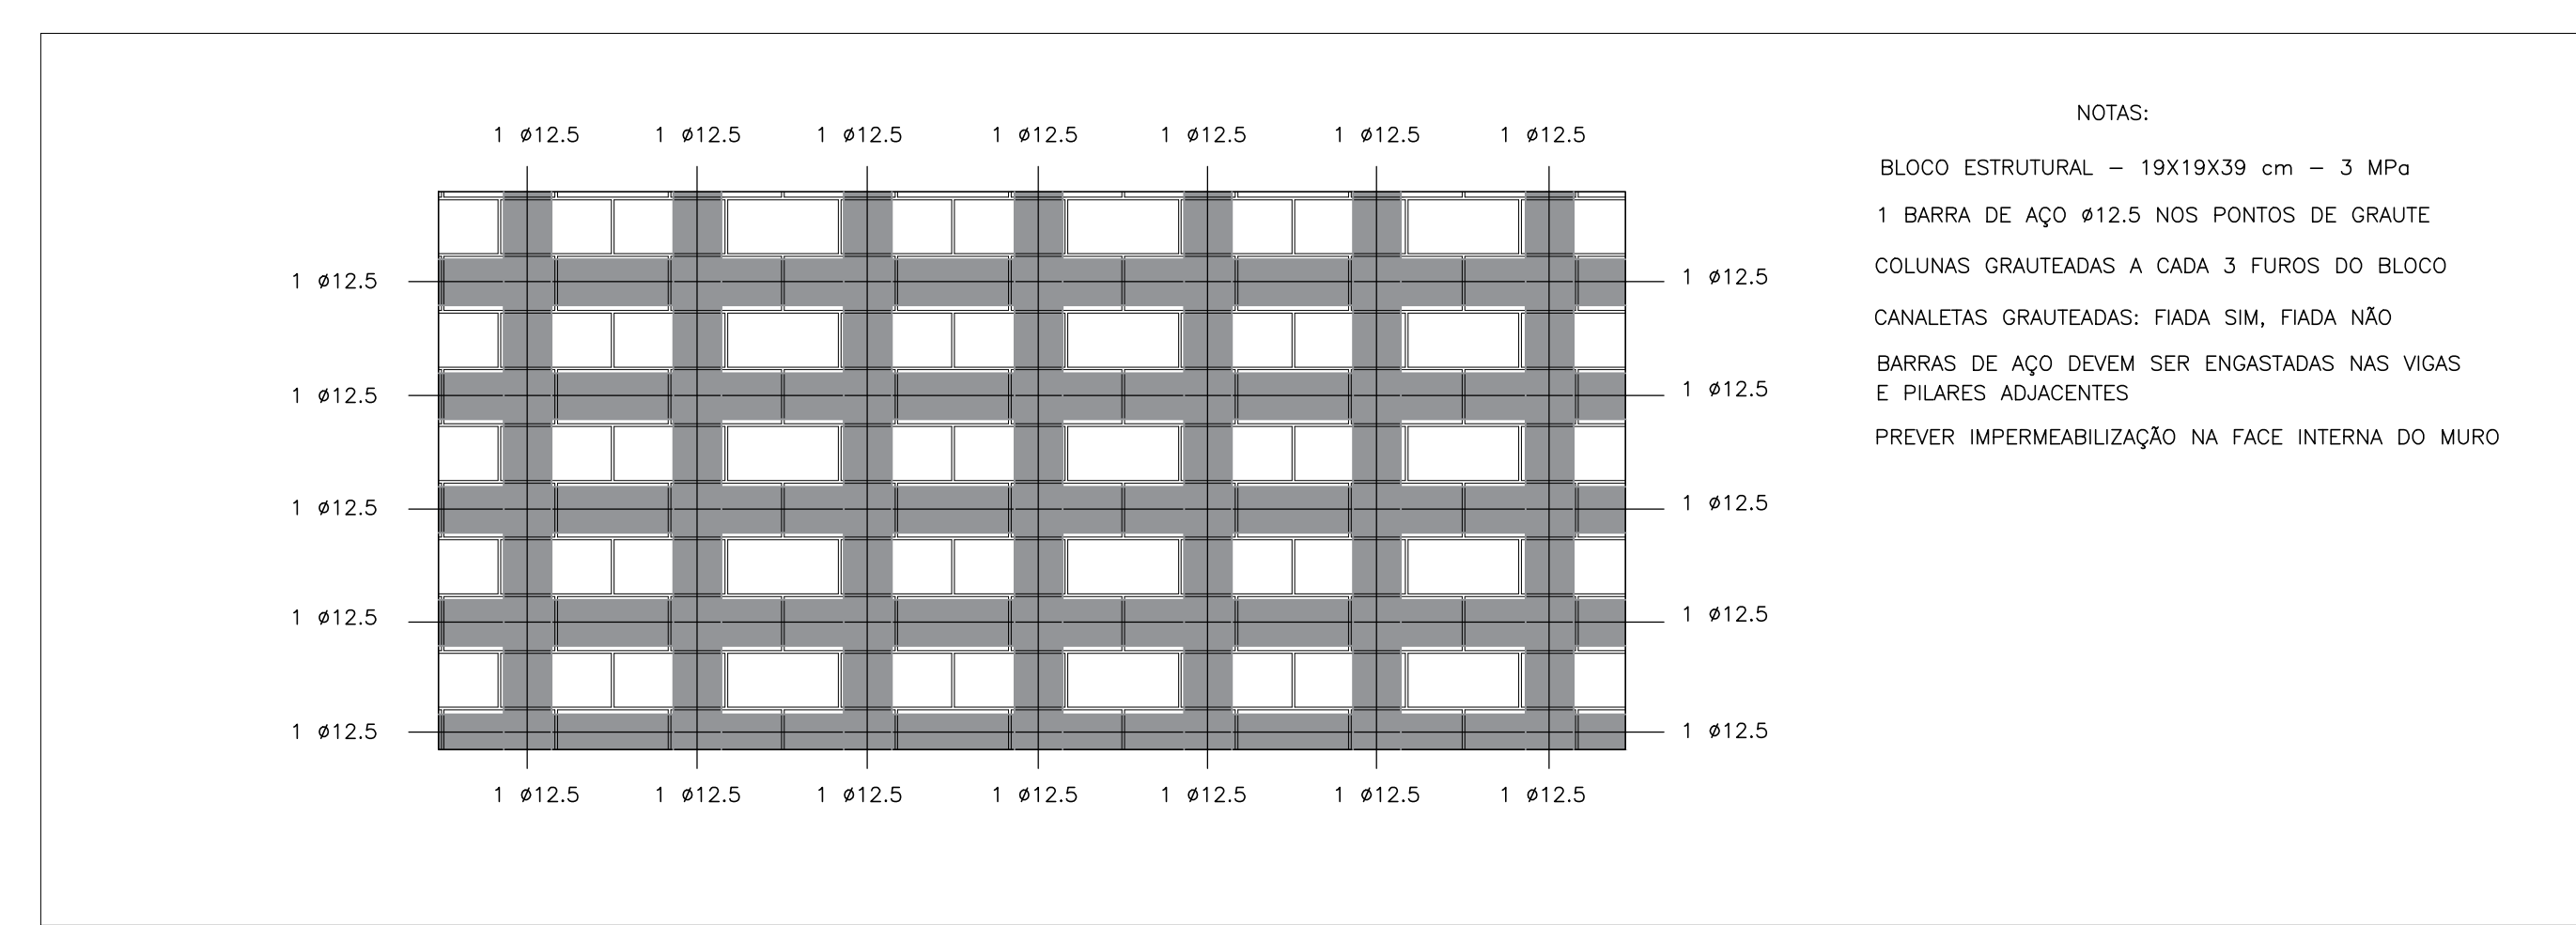 NOTAS:
1 ø12.5 1 ø12.5 1 ø12.5 1 ø12.5 1 ø12.5 1 ø12.5 1 ø12.5
BLOCO ESTRUTURAL – 19X19X39 cm – 3 MPa
1 BARRA DE AÇO ø12.5 NOS PONTOS DE GRAUTE
COLUNAS GRAUTEADAS A CADA 3 FUROS DO BLOCO
CANALETAS GRAUTEADAS: FIADA SIM, FIADA NÃO
BARRAS DE AÇO DEVEM SER ENGASTADAS NAS VIGAS
E PILARES ADJACENTES
PREVER IMPERMEABILIZAÇÃO NA FACE INTERNA DO MURO
1 ø12.5 1 ø12.5
1 ø12.5 1 ø12.5
1 ø12.5 1 ø12.5
1 ø12.5 1 ø12.5
1 ø12.5 1 ø12.5
1 ø12.5 1 ø12.5 1 ø12.5 1 ø12.5 1 ø12.5 1 ø12.5 1 ø12.5